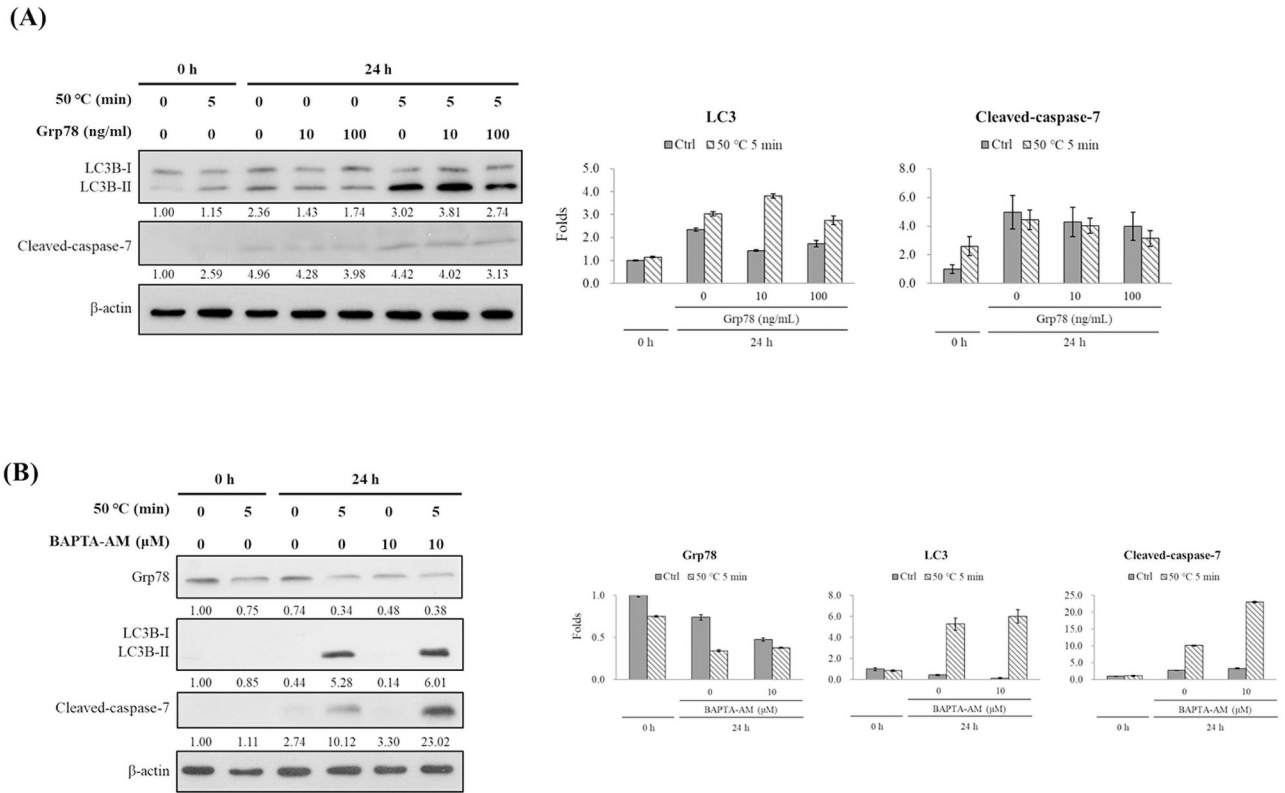 (A)
0 h 24 h
50 °C (min) 0 5 0 0 0 5 5 5
Grp78 (ng/ml) 0 0 0 10 100 0 10 100
LC3B-I
LC3B-II
1.00 1.15 2.36 1.43 1.74 3.02 3.81 2.74
Cleaved-caspase-7
1.00 2.59 4.96 4.28 3.98 4.42 4.02 3.13
β-actin
LC3
Ctrl 50 °C 5 min
Folds
5.0
4.0
3.0
2.0
1.0
0.0
0 10 100
Grp78 (ng/mL)
0 h 24 h
Cleaved-caspase-7
Ctrl 50 °C 5 min
8.0
6.0
4.0
2.0
0.0
0 10 100
Grp78 (ng/mL)
0 h 24 h
(B)
0 h 24 h
50 °C (min) 0 5 0 5 0 5
BAPTA-AM (µM) 0 0 0 0 10 10
Grp78
1.00 0.75 0.74 0.34 0.48 0.38
LC3B-I
LC3B-II
1.00 0.85 0.44 5.28 0.14 6.01
Cleaved-caspase-7
1.00 1.11 2.74 10.12 3.30 23.02
β-actin
Grp78
Ctrl 50 °C 5 min
Folds
1.0
0.5
0.0
0 10
BAPTA-AM (µM)
0 h 24 h
LC3
Ctrl 50 °C 5 min
8.0
6.0
4.0
2.0
0.0
0 10
BAPTA-AM (µM)
0 h 24 h
Cleaved-caspase-7
Ctrl 50 °C 5 min
25.0
20.0
15.0
10.0
5.0
0.0
0 10
BAPTA-AM (µM)
0 h 24 h